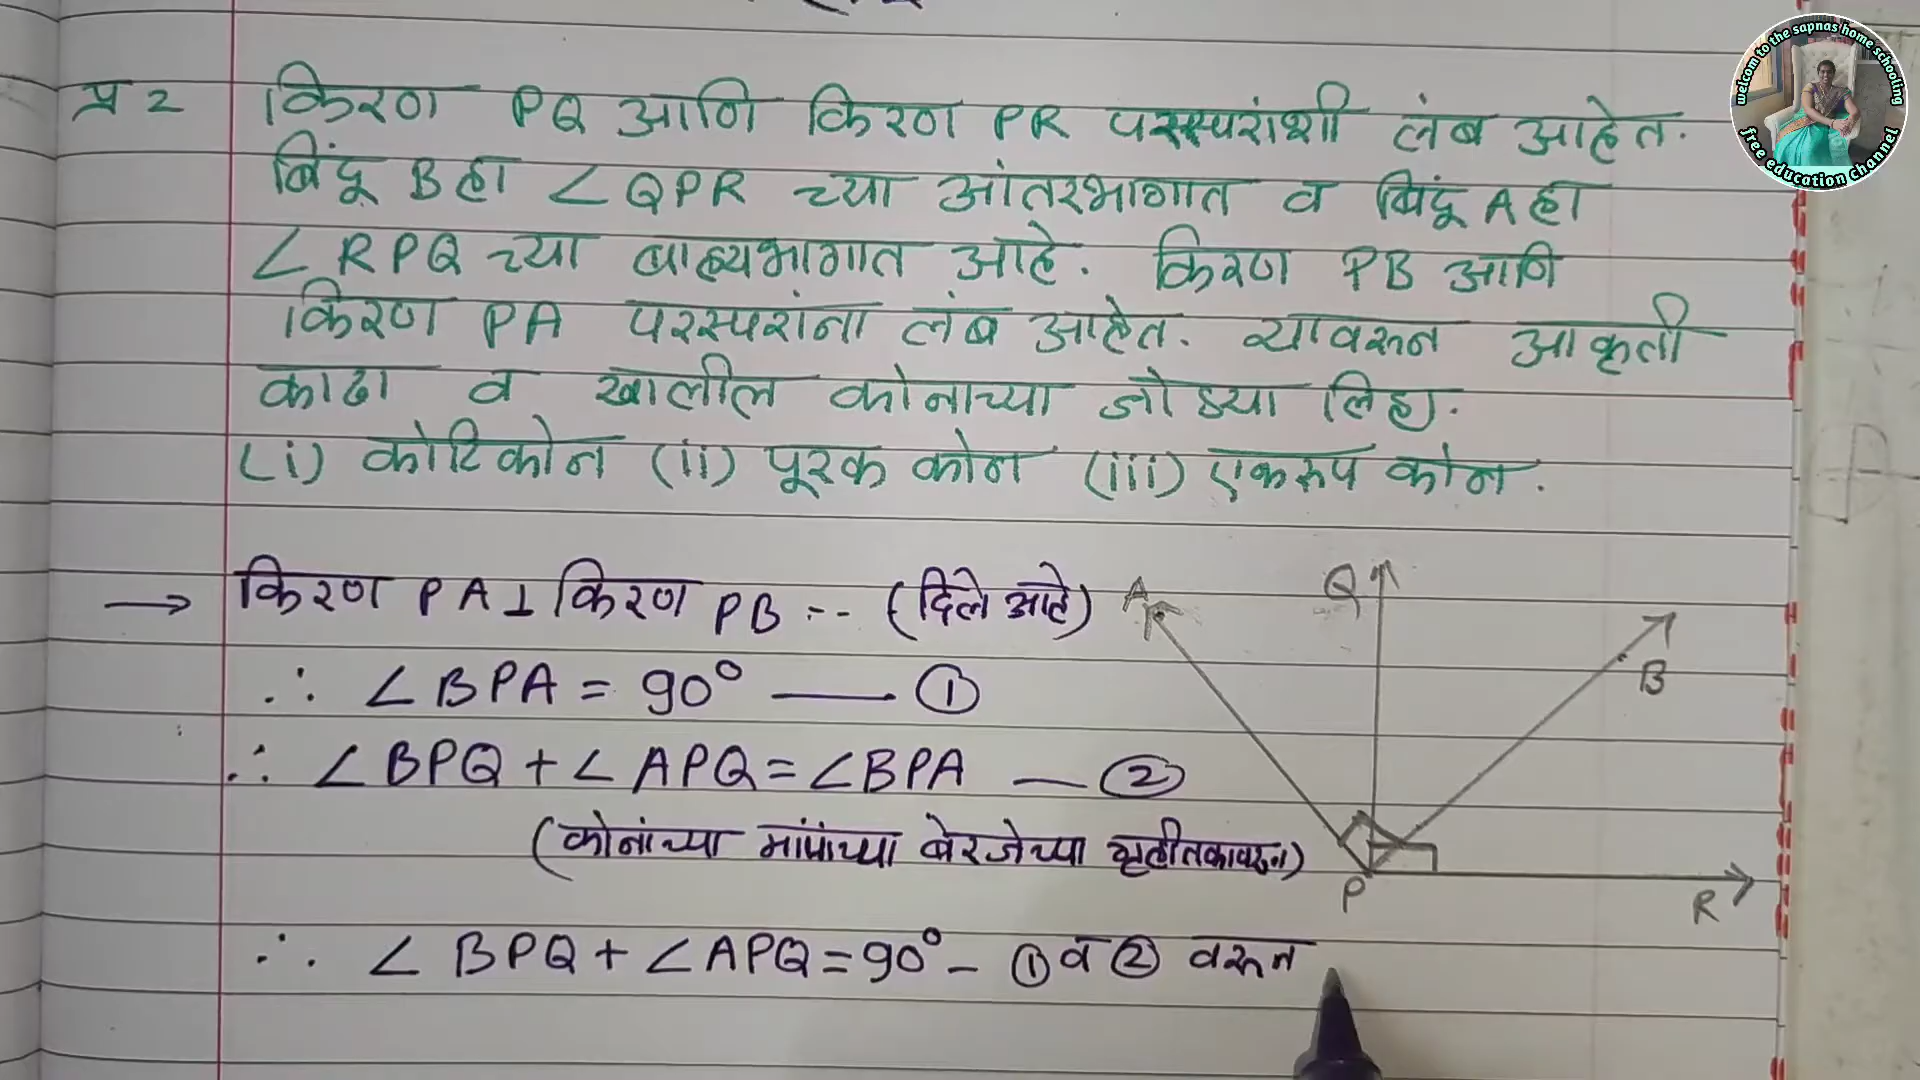 प्र 2 किरण PQ आणि किरण PR परस्परांशी लंब आहेत.
बिंदू B हा ∠QPR च्या आंतरभागात व बिंदू A हा
∠RPQ च्या बाह्यभागात आहे. किरण PB आणि
किरण PA परस्परांना लंब आहेत. यावरून आकृती
काढा व खालील कोनाच्या जोड्या लिहा.
(i) कोटिकोन (ii) पूरक कोन (iii) एकरूप कोन.
→ किरण PA ⊥ किरण PB -- (दिले आहे)
∴ ∠BPA = 90° — ①
∴ ∠BPQ + ∠APQ = ∠BPA — ②
(कोनांच्या मापांच्या बेरजेच्या गृहीतकावरून)
∴ ∠BPQ + ∠APQ = 90° - ① व ② वरून
A
Q
B
P
R
welcom to the sapnas home schooling
free education channel